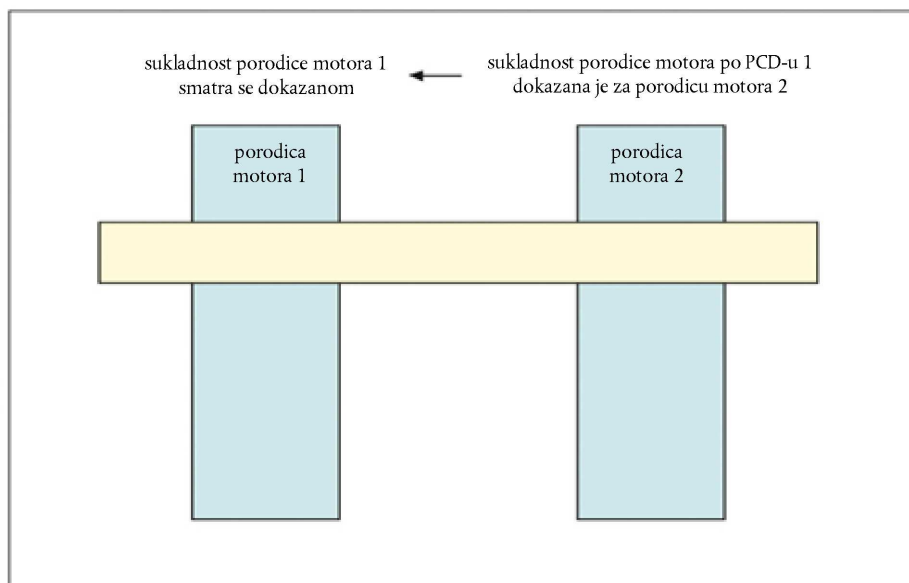 sukladnost porodice motora 1
smatra se dokazanom
sukladnost porodice motora po PCD-u 1
dokazana je za porodicu motora 2
porodica
motora 1
porodica
motora 2